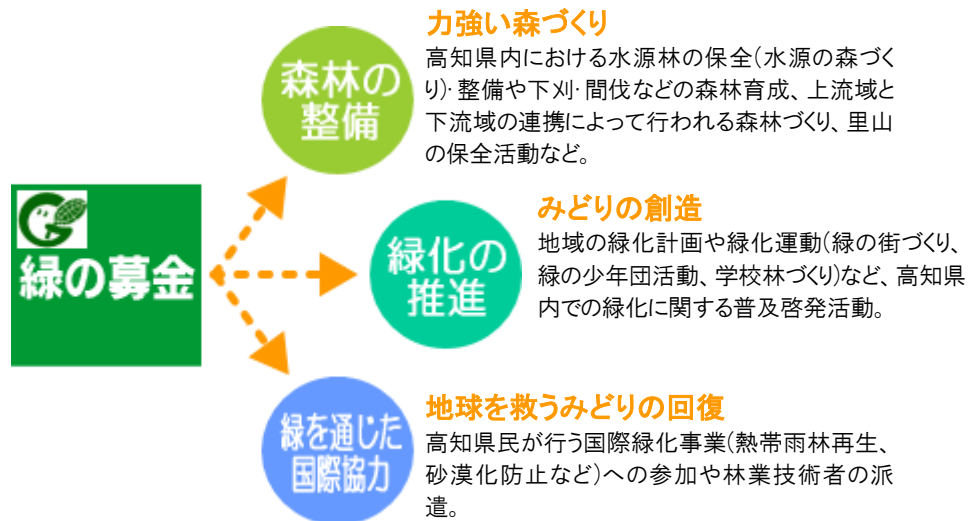 力強い森づくり
森林の
整備
高知県内における水源林の保全(水源の森づく
り)・整備や下刈・間伐などの森林育成、上流域と
下流域の連携によって行われる森林づくり、里山
の保全活動など。
緑の募金
みどりの創造
緑化の
推進
地域の緑化計画や緑化運動(緑の街づくり、
緑の少年団活動、学校林づくり)など、高知県
内での緑化に関する普及啓発活動。
地球を救うみどりの回復
緑を通じた
国際協力
高知県民が行う国際緑化事業(熱帯雨林再生、
砂漠化防止など)への参加や林業技術者の派
遣。